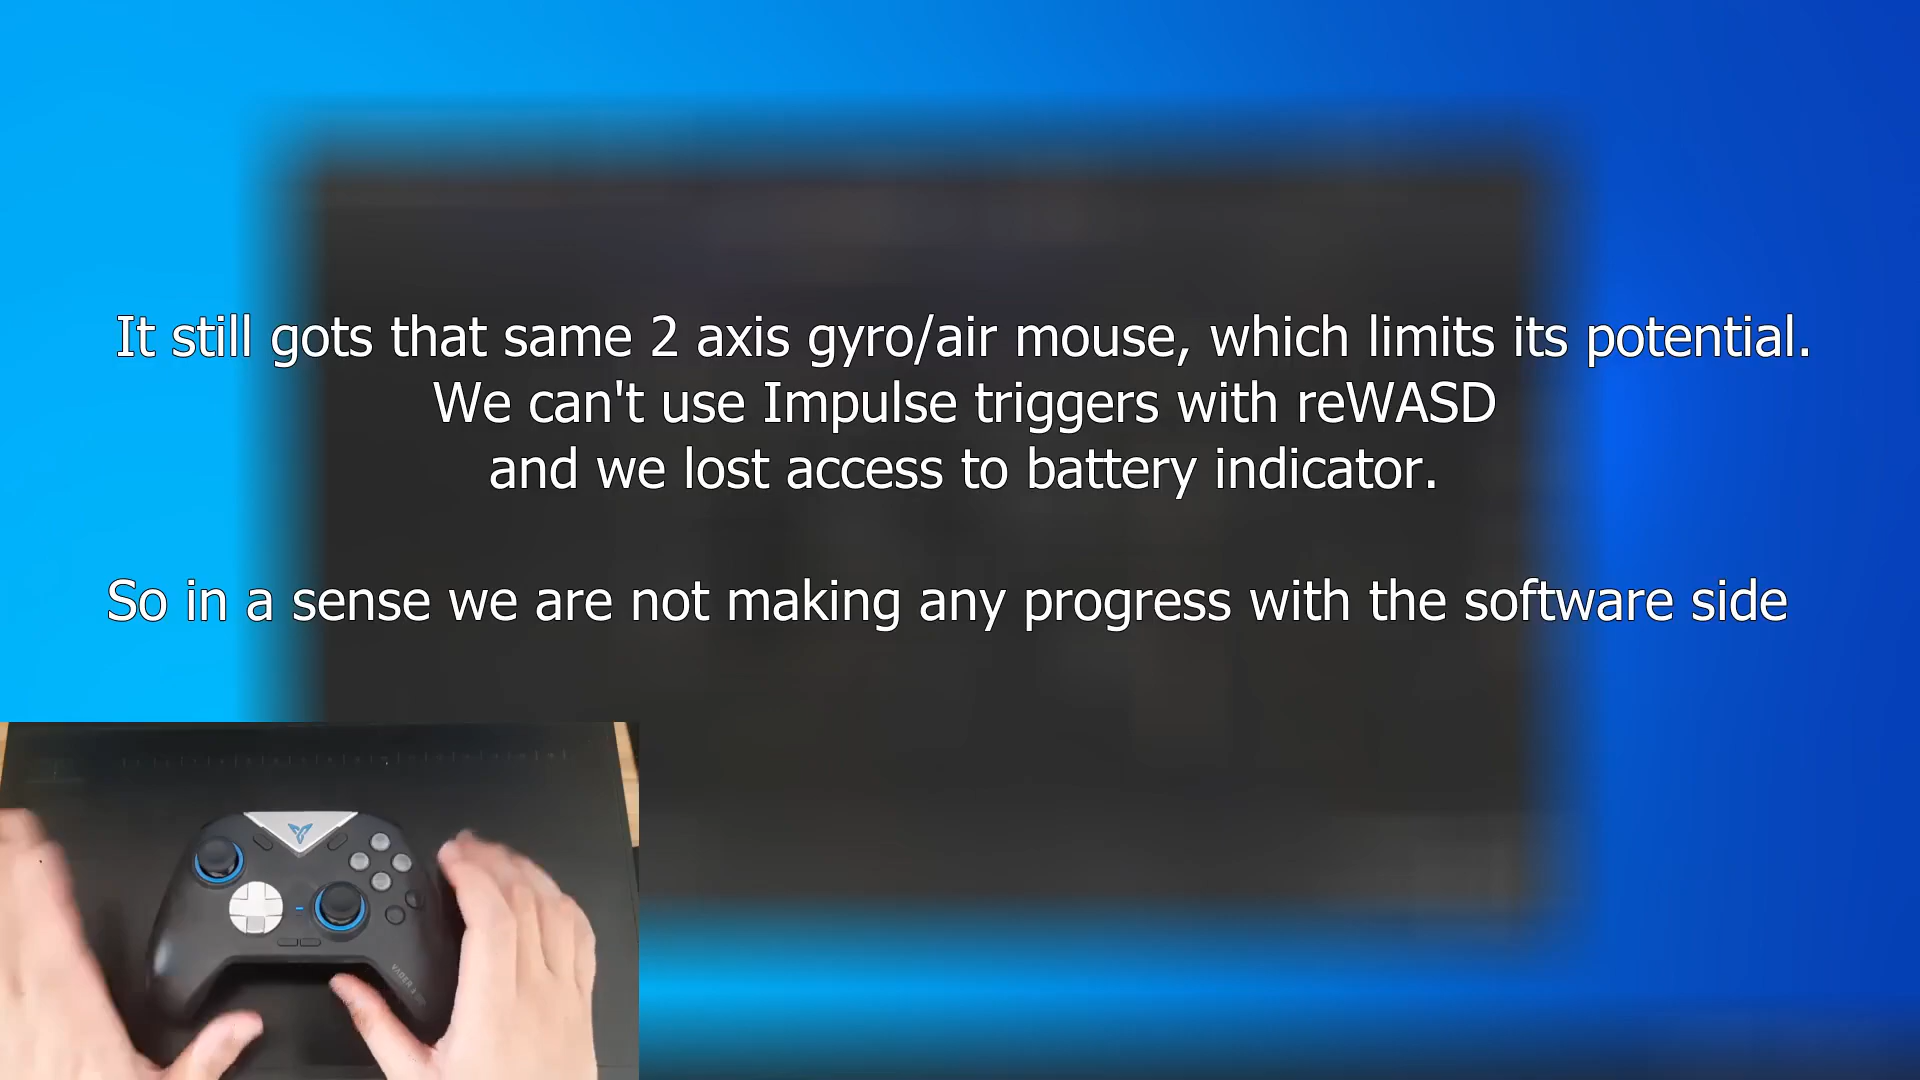 It still gots that same 2 axis gyro/air mouse, which limits its potential.
We can't use Impulse triggers with reWASD
and we lost access to battery indicator.
So in a sense we are not making any progress with the software side
VADER